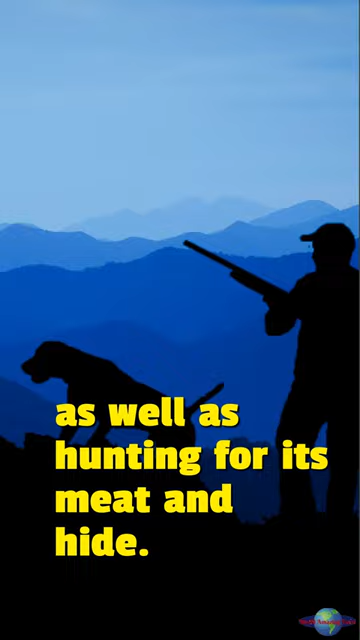 as well as
hunting for its
meat and
hide.